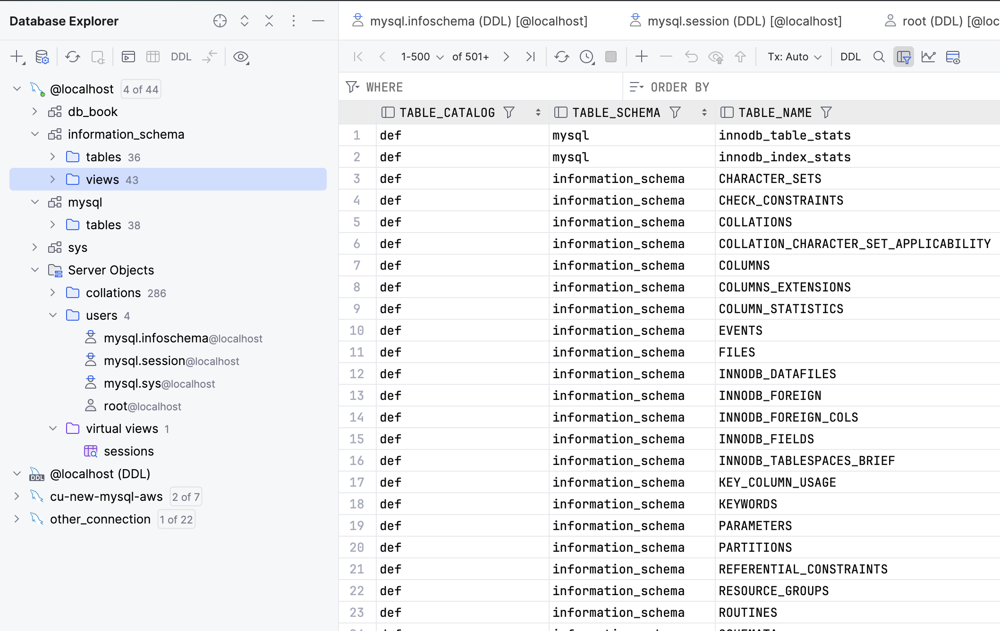 Database Explorer
DDL
@localhost 4 of 44
db_book
information_schema
tables 36
views 43
mysql
tables 38
sys
Server Objects
collations 286
users 4
mysql.infoschema@localhost
mysql.session@localhost
mysql.sys@localhost
root@localhost
virtual views 1
sessions
DDL @localhost (DDL)
cu-new-mysql-aws 2 of 7
other_connection 1 of 22
mysql.infoschema (DDL) [@localhost] mysql.session (DDL) [@localhost] root (DDL) [@loc
1-500 of 501+ Tx: Auto DDL
WHERE ORDER BY
TABLE_CATALOG TABLE_SCHEMA TABLE_NAME
1 def mysql innodb_table_stats
2 def mysql innodb_index_stats
3 def information_schema CHARACTER_SETS
4 def information_schema CHECK_CONSTRAINTS
5 def information_schema COLLATIONS
6 def information_schema COLLATION_CHARACTER_SET_APPLICABILITY
7 def information_schema COLUMNS
8 def information_schema COLUMNS_EXTENSIONS
9 def information_schema COLUMN_STATISTICS
10 def information_schema EVENTS
11 def information_schema FILES
12 def information_schema INNODB_DATAFILES
13 def information_schema INNODB_FOREIGN
14 def information_schema INNODB_FOREIGN_COLS
15 def information_schema INNODB_FIELDS
16 def information_schema INNODB_TABLESPACES_BRIEF
17 def information_schema KEY_COLUMN_USAGE
18 def information_schema KEYWORDS
19 def information_schema PARAMETERS
20 def information_schema PARTITIONS
21 def information_schema REFERENTIAL_CONSTRAINTS
22 def information_schema RESOURCE_GROUPS
23 def information_schema ROUTINES